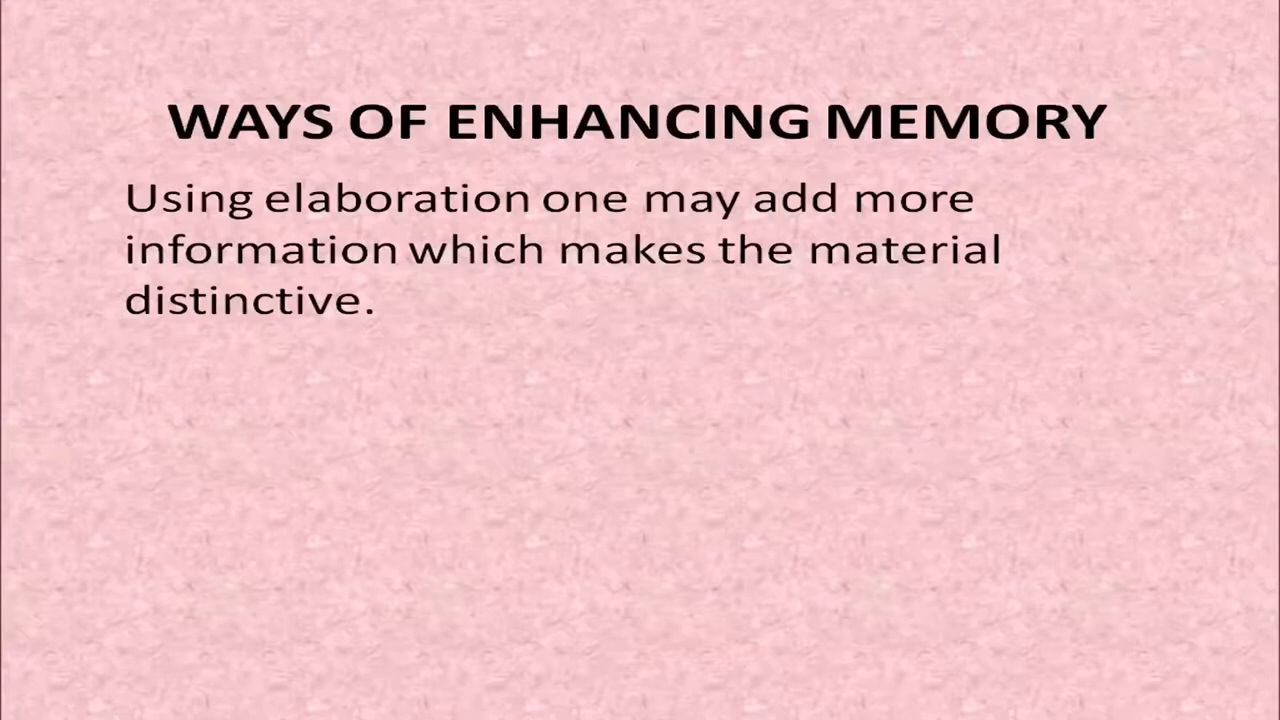 WAYS OF ENHANCING MEMORY
Using elaboration one may add more
information which makes the material
distinctive.